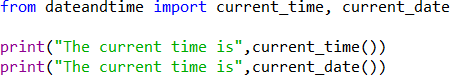 from dateandtime import current_time, current_date
print("The current time is",current_time())
print("The current time is",current_date())